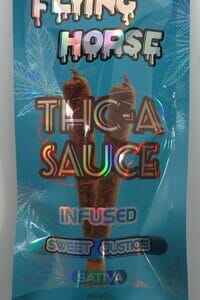 FLYING
HORSE
THC-A
SAUCE
INFUSED
SWEET JUSTICE
SATIVA